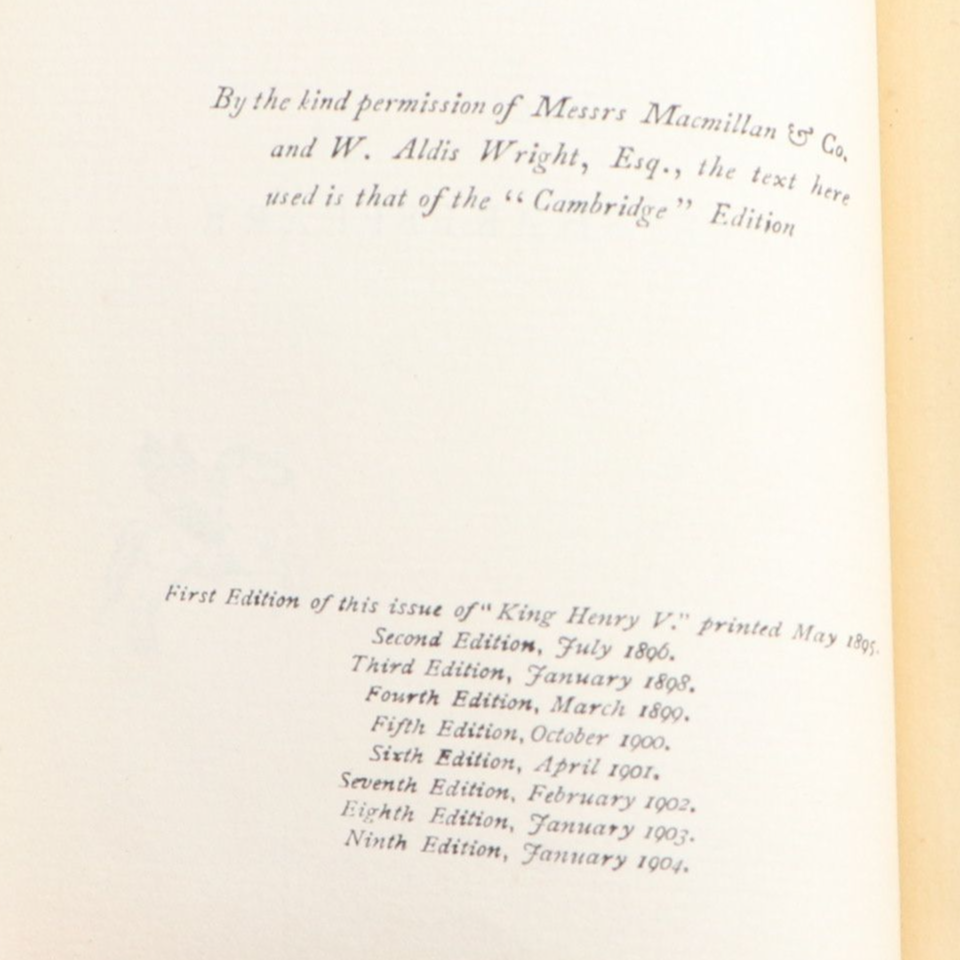 By the kind permission of Messrs Macmillan & Co.
and W. Aldis Wright, Esq., the text here
used is that of the “Cambridge” Edition
First Edition of this issue of “King Henry V.” printed May 1895.
Second Edition, July 1896.
Third Edition, January 1898.
Fourth Edition, March 1899.
Fifth Edition, October 1900.
Sixth Edition, April 1901.
Seventh Edition, February 1902.
Eighth Edition, January 1903.
Ninth Edition, January 1904.